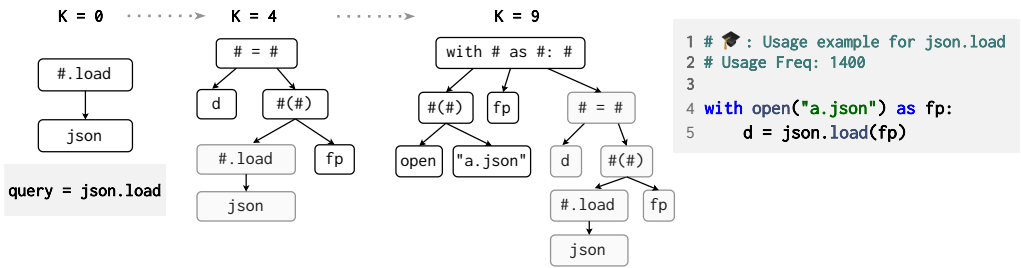 K = 0
K = 4
K = 9
#.load
json
query = json.load
# = #
d
#(#)
#.load
fp
json
with # as #: #
#(#)
fp
# = #
open
"a.json"
d
#(#)
#.load
fp
json
1 # 🎓: Usage example for json.load
2 # Usage Freq: 1400
3
4 with open("a.json") as fp:
5     d = json.load(fp)